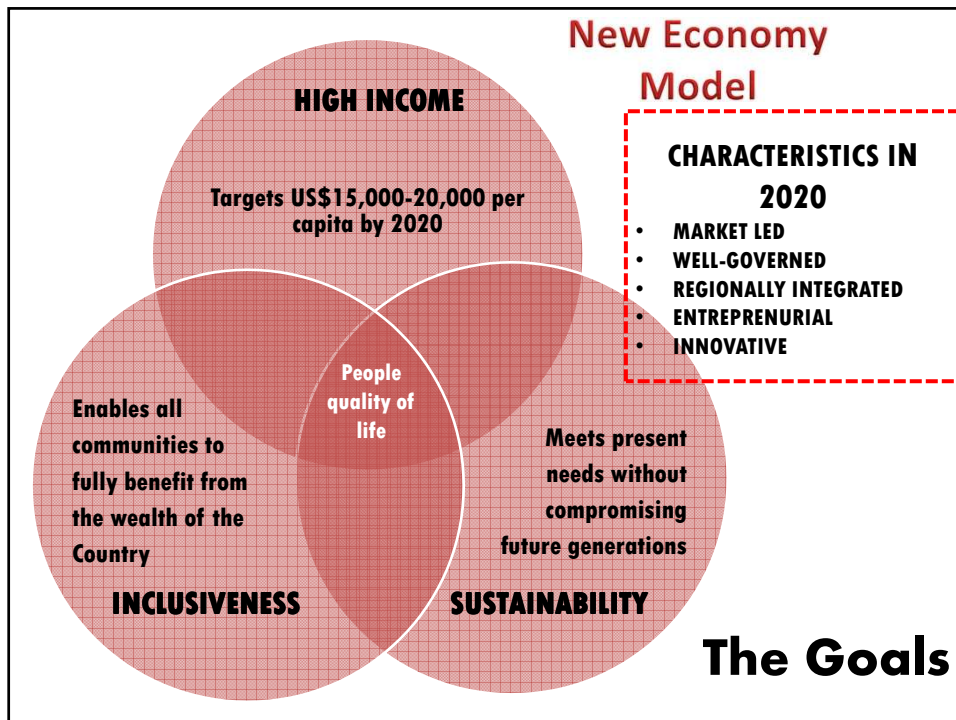 New Economy
Model
HIGH INCOME
Targets US$15,000-20,000 per
capita by 2020
CHARACTERISTICS IN
2020
• MARKET LED
• WELL-GOVERNED
• REGIONALLY INTEGRATED
• ENTREPRENURIAL
• INNOVATIVE
People
quality of
life
Enables all
communities to
fully benefit from
the wealth of the
Country
INCLUSIVENESS
Meets present
needs without
compromising
future generations
SUSTAINABILITY
The Goals